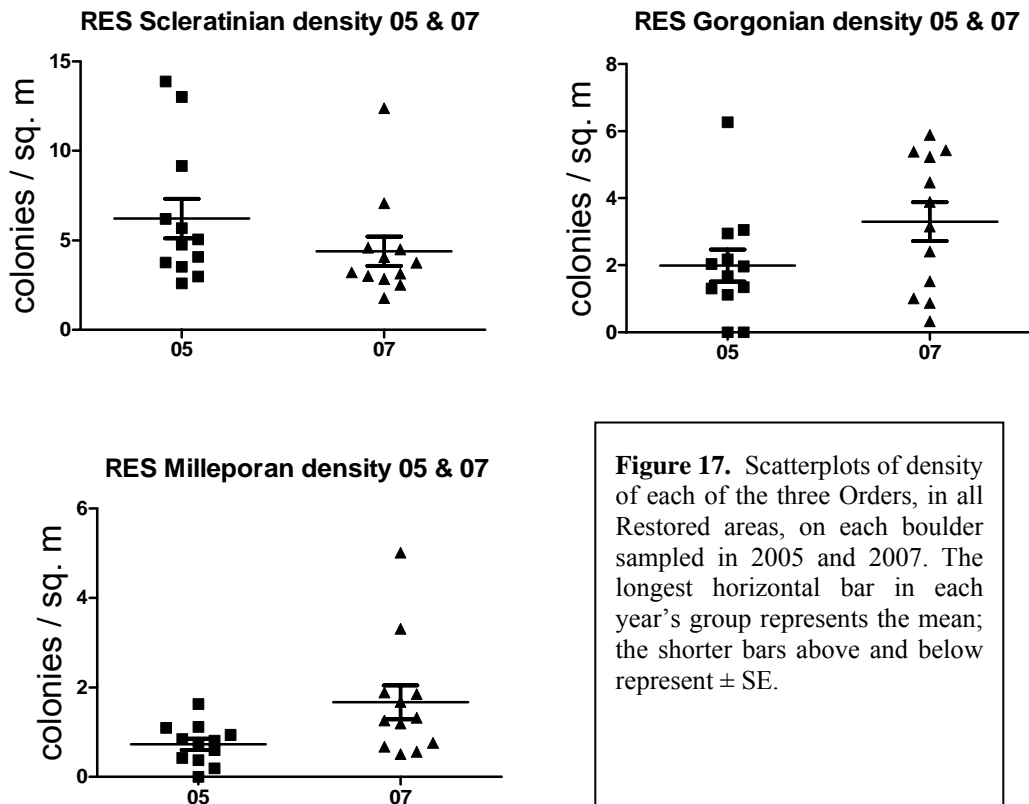 RES Scleratinian density 05 & 07
colonies / sq. m
15
10
5
0
05
07
RES Gorgonian density 05 & 07
colonies / sq. m
8
6
4
2
0
05
07
RES Milleporan density 05 & 07
colonies / sq. m
6
4
2
0
05
07
Figure 17. Scatterplots of density
of each of the three Orders, in all
Restored areas, on each boulder
sampled in 2005 and 2007. The
longest horizontal bar in each
year's group represents the mean;
the shorter bars above and below
represent ± SE.